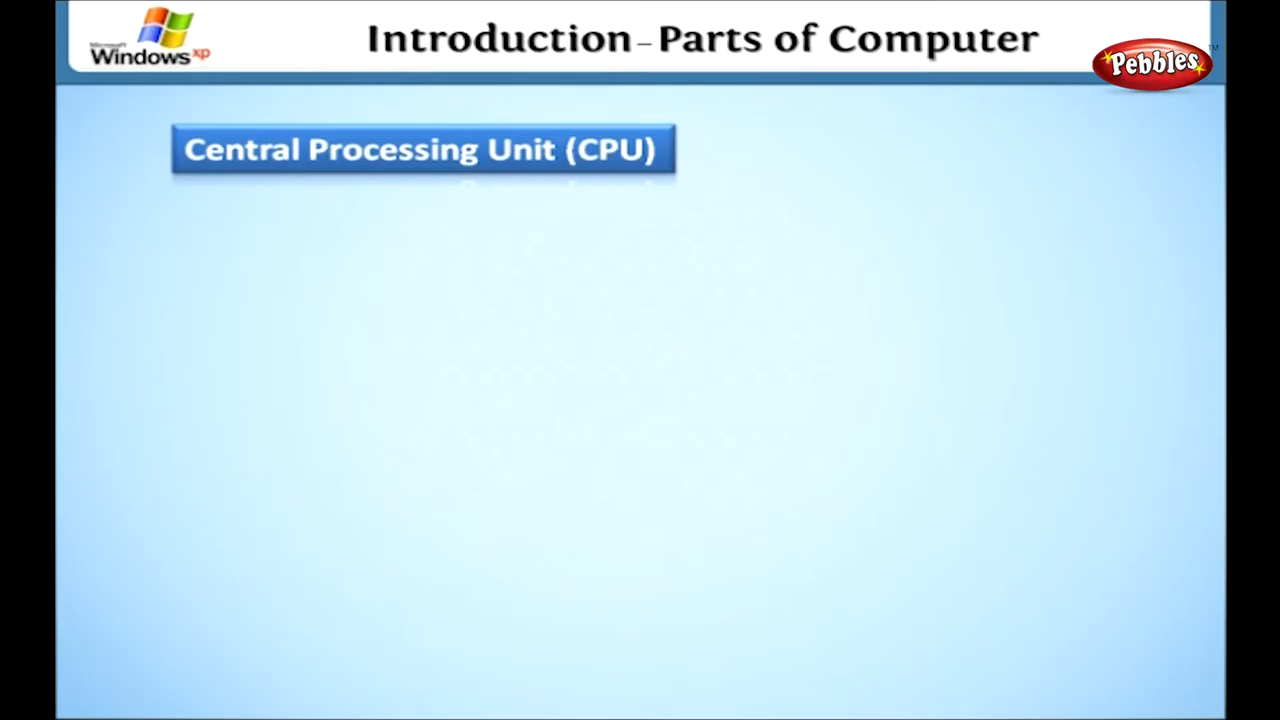 Microsoft
Windows xp
Introduction – Parts of Computer
Pebbles TM
Central Processing Unit (CPU)